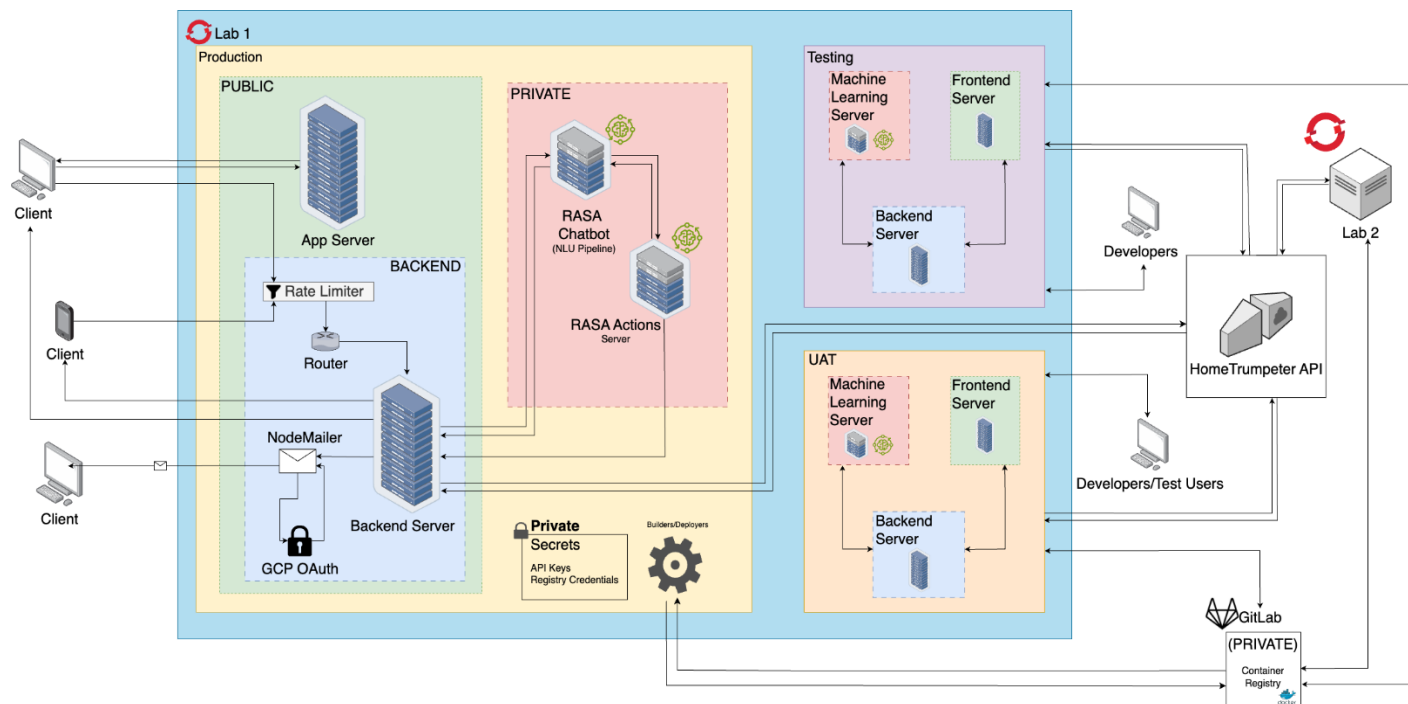 Lab 1
Production
PUBLIC
App Server
BACKEND
Rate Limiter
Router
NodeMailer
Backend Server
GCP OAuth
PRIVATE
RASA
Chatbot
(NLU Pipeline)
RASA Actions
Server
Private
Secrets
API Keys
Registry Credentials
Builders/Deployers
Testing
Machine
Learning
Server
Frontend
Server
Backend
Server
UAT
Machine
Learning
Server
Frontend
Server
Backend
Server
Client
Client
Client
Developers
Lab 2
HomeTrumpeter API
Developers/Test Users
GitLab
(PRIVATE)
Container
Registry
docker